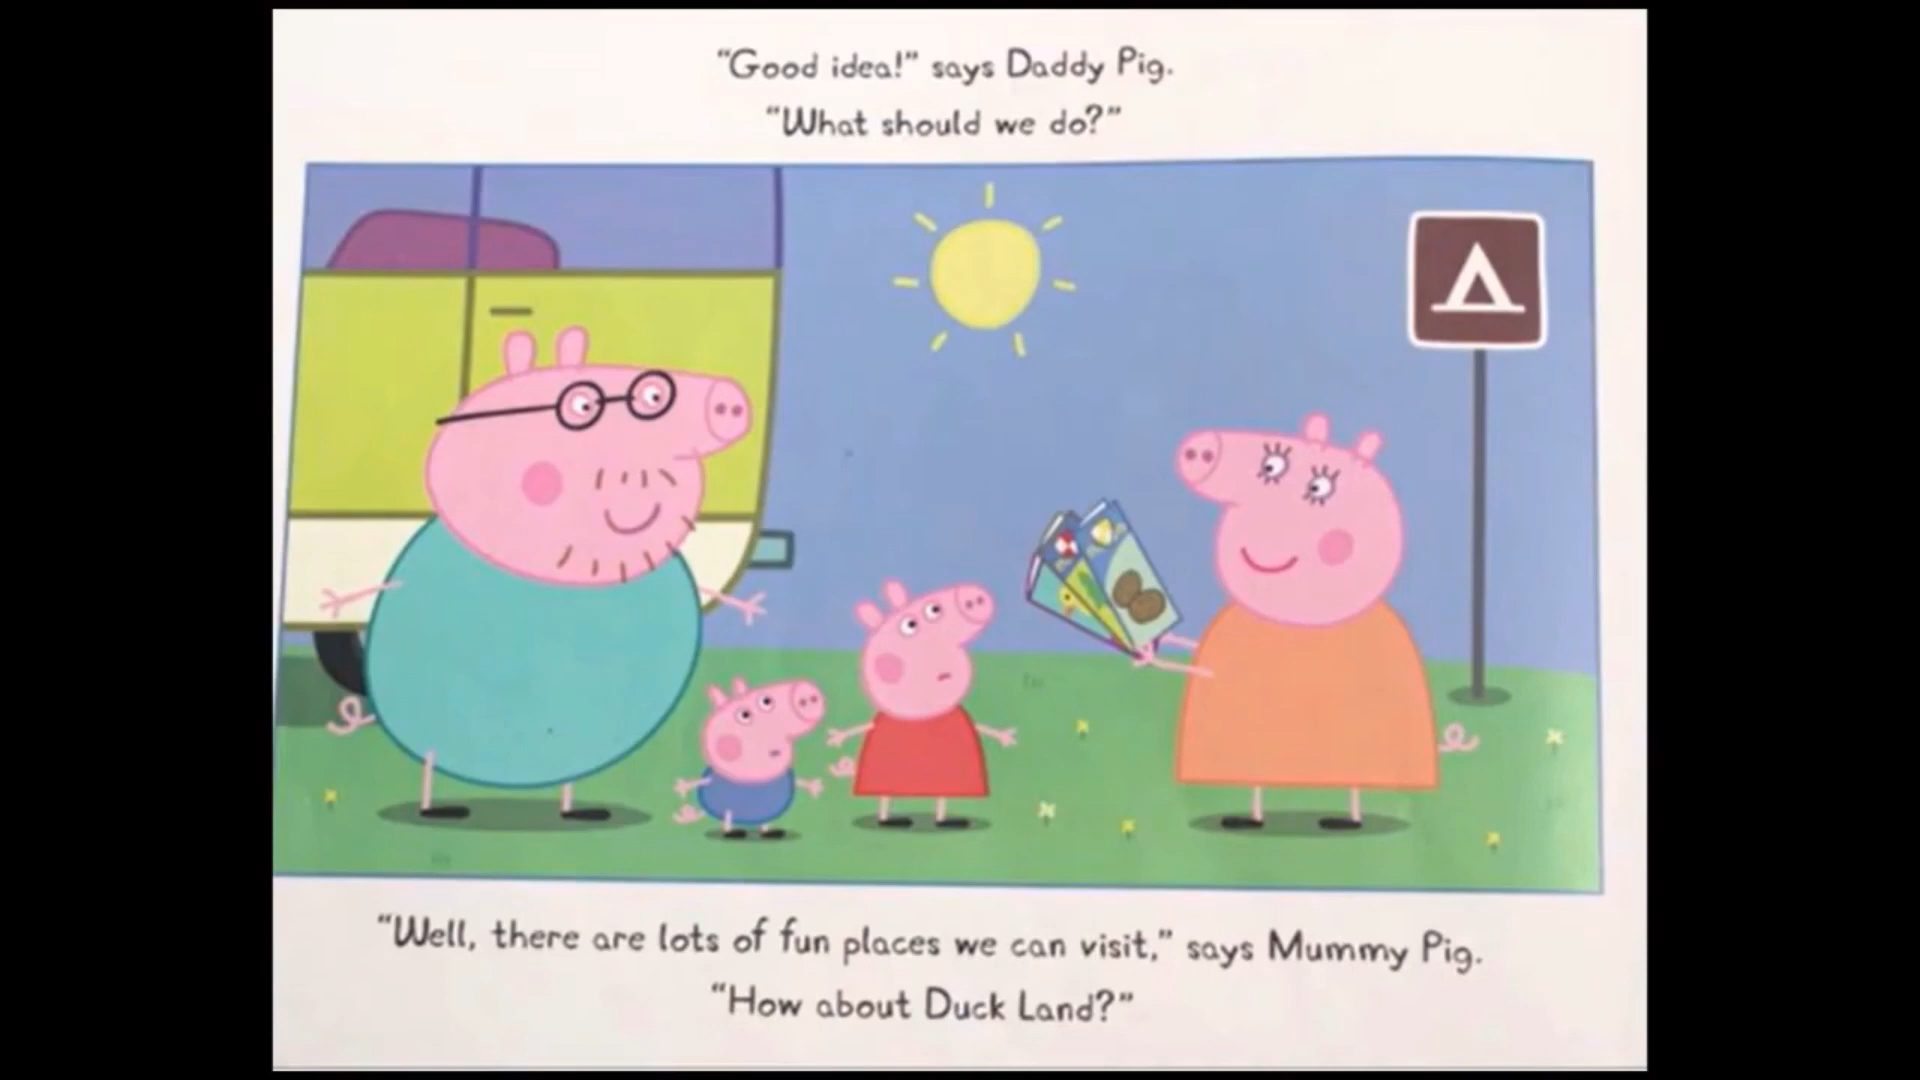 “Good idea!” says Daddy Pig.
“What should we do?”
“Well, there are lots of fun places we can visit,” says Mummy Pig.
“How about Duck Land?”